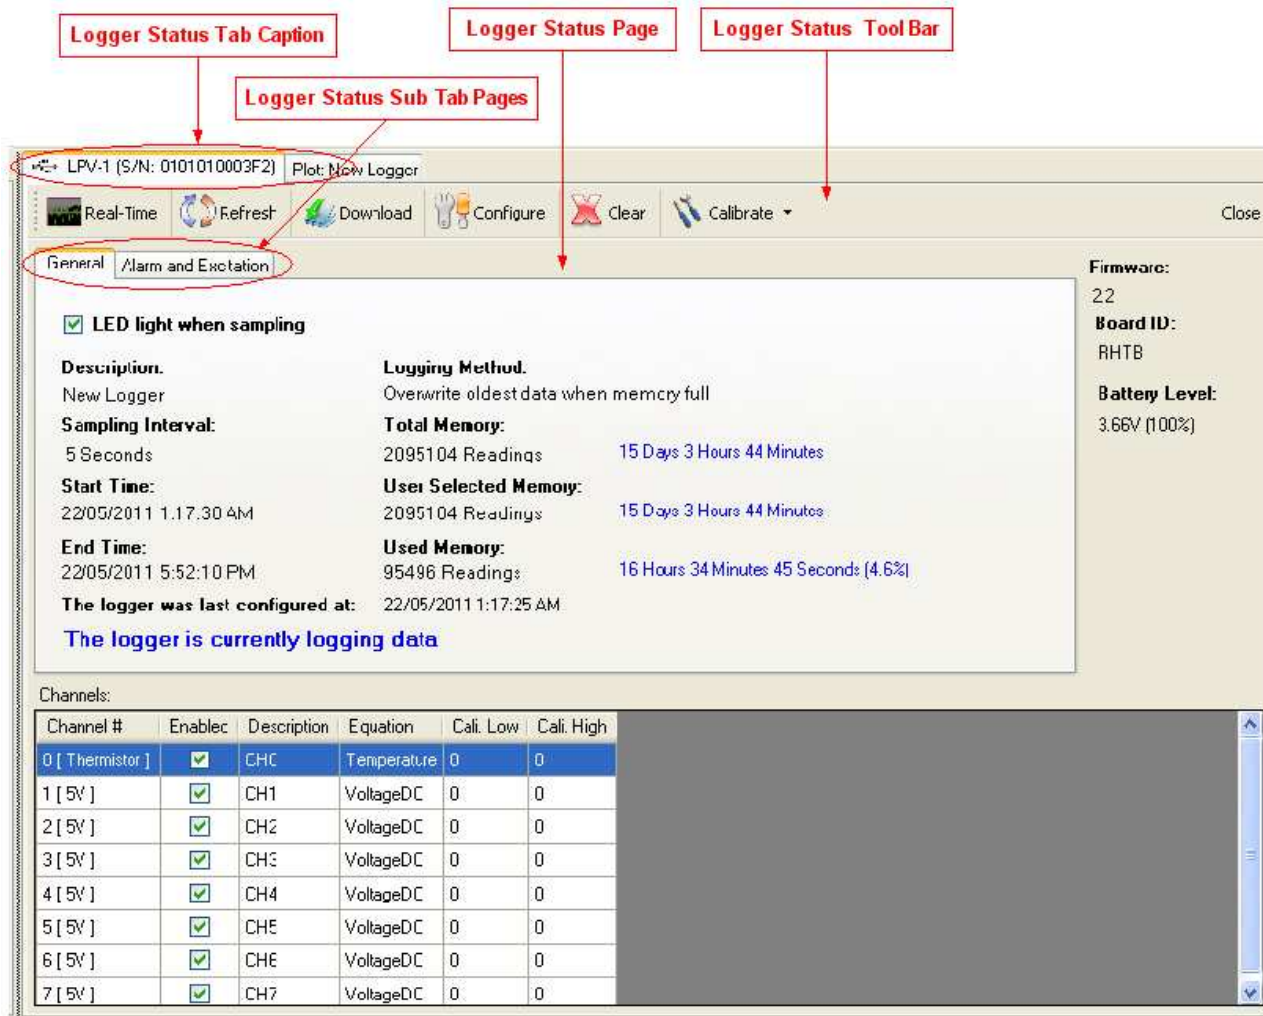 Logger Status Tab Caption
Logger Status Page
Logger Status Tool Bar
Logger Status Sub Tab Pages
LPV-1 (S/N: 0101010003F2) Plot: New Logger
Real-Time Refresh Download Configure Clear Calibrate Close
General Alarm and Excitation
LED light when sampling
Description:
New Logger
Sampling Interval:
5 Seconds
Start Time:
22/05/2011 1:17:30 AM
End Time:
22/05/2011 5:52:10 PM
Logging Method:
Overwrite oldest data when memory full
Total Memory:
2095104 Readings 15 Days 3 Hours 44 Minutes
User Selected Memory:
2095104 Readings 15 Days 3 Hours 44 Minutes
Used Memory:
95496 Readings 16 Hours 34 Minutes 45 Seconds (4.6%)
The logger was last configured at: 22/05/2011 1:17:25 AM
The logger is currently logging data
Firmware:
2.2
Board ID:
RHTB
Battery Level:
3.66V (100%)
Channels:
Channel # Enabled Description Equation Cali. Low Cali. High
0 [ Thermistor ] CH0 Temperature 0 0
1 [ 5V ] CH1 VoltageDC 0 0
2 [ 5V ] CH2 VoltageDC 0 0
3 [ 5V ] CH3 VoltageDC 0 0
4 [ 5V ] CH4 VoltageDC 0 0
5 [ 5V ] CH5 VoltageDC 0 0
6 [ 5V ] CH6 VoltageDC 0 0
7 [ 5V ] CH7 VoltageDC 0 0